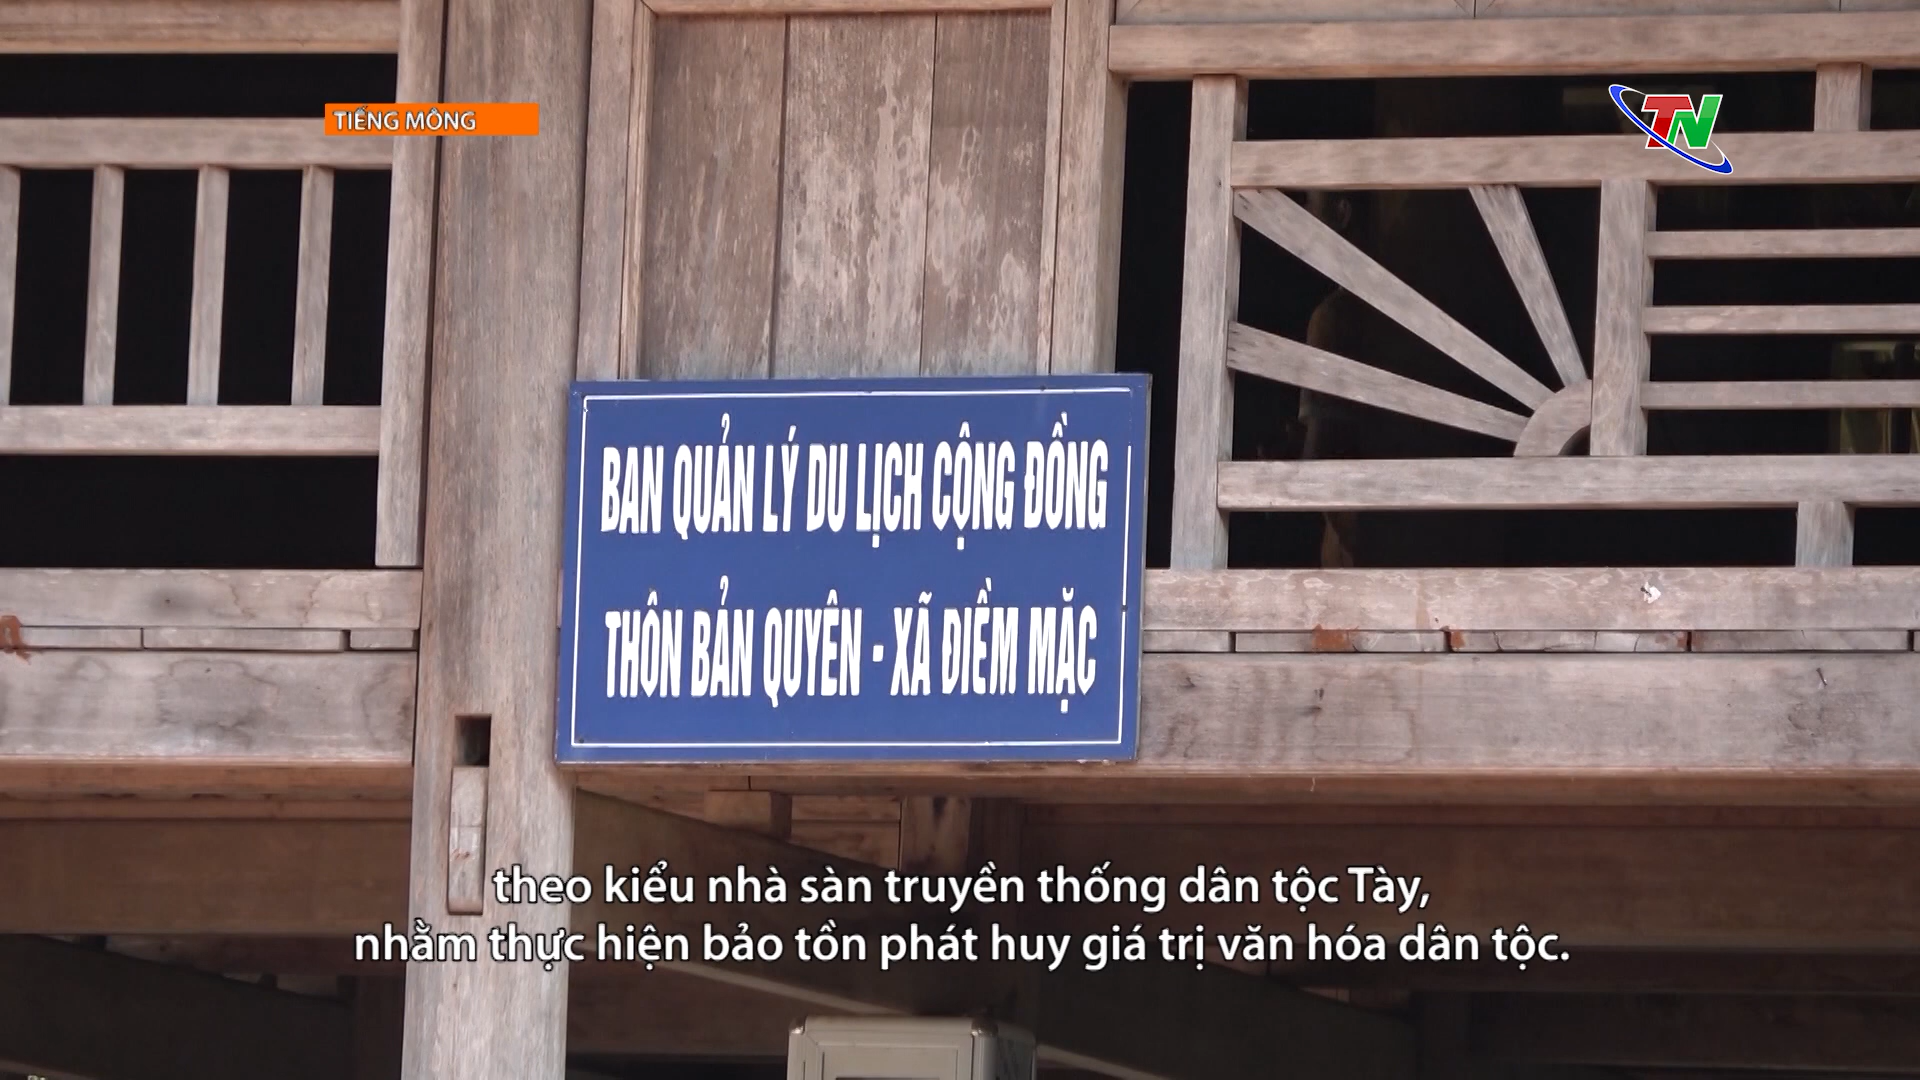 TIẾNG MÔNG
TN
BAN QUẢN LÝ DU LỊCH CỘNG ĐỒNG
THÔN BẢN QUYÊN - XÃ ĐIỀM MẶC
theo kiểu nhà sàn truyền thống dân tộc Tày,
nhằm thực hiện bảo tồn phát huy giá trị văn hóa dân tộc.